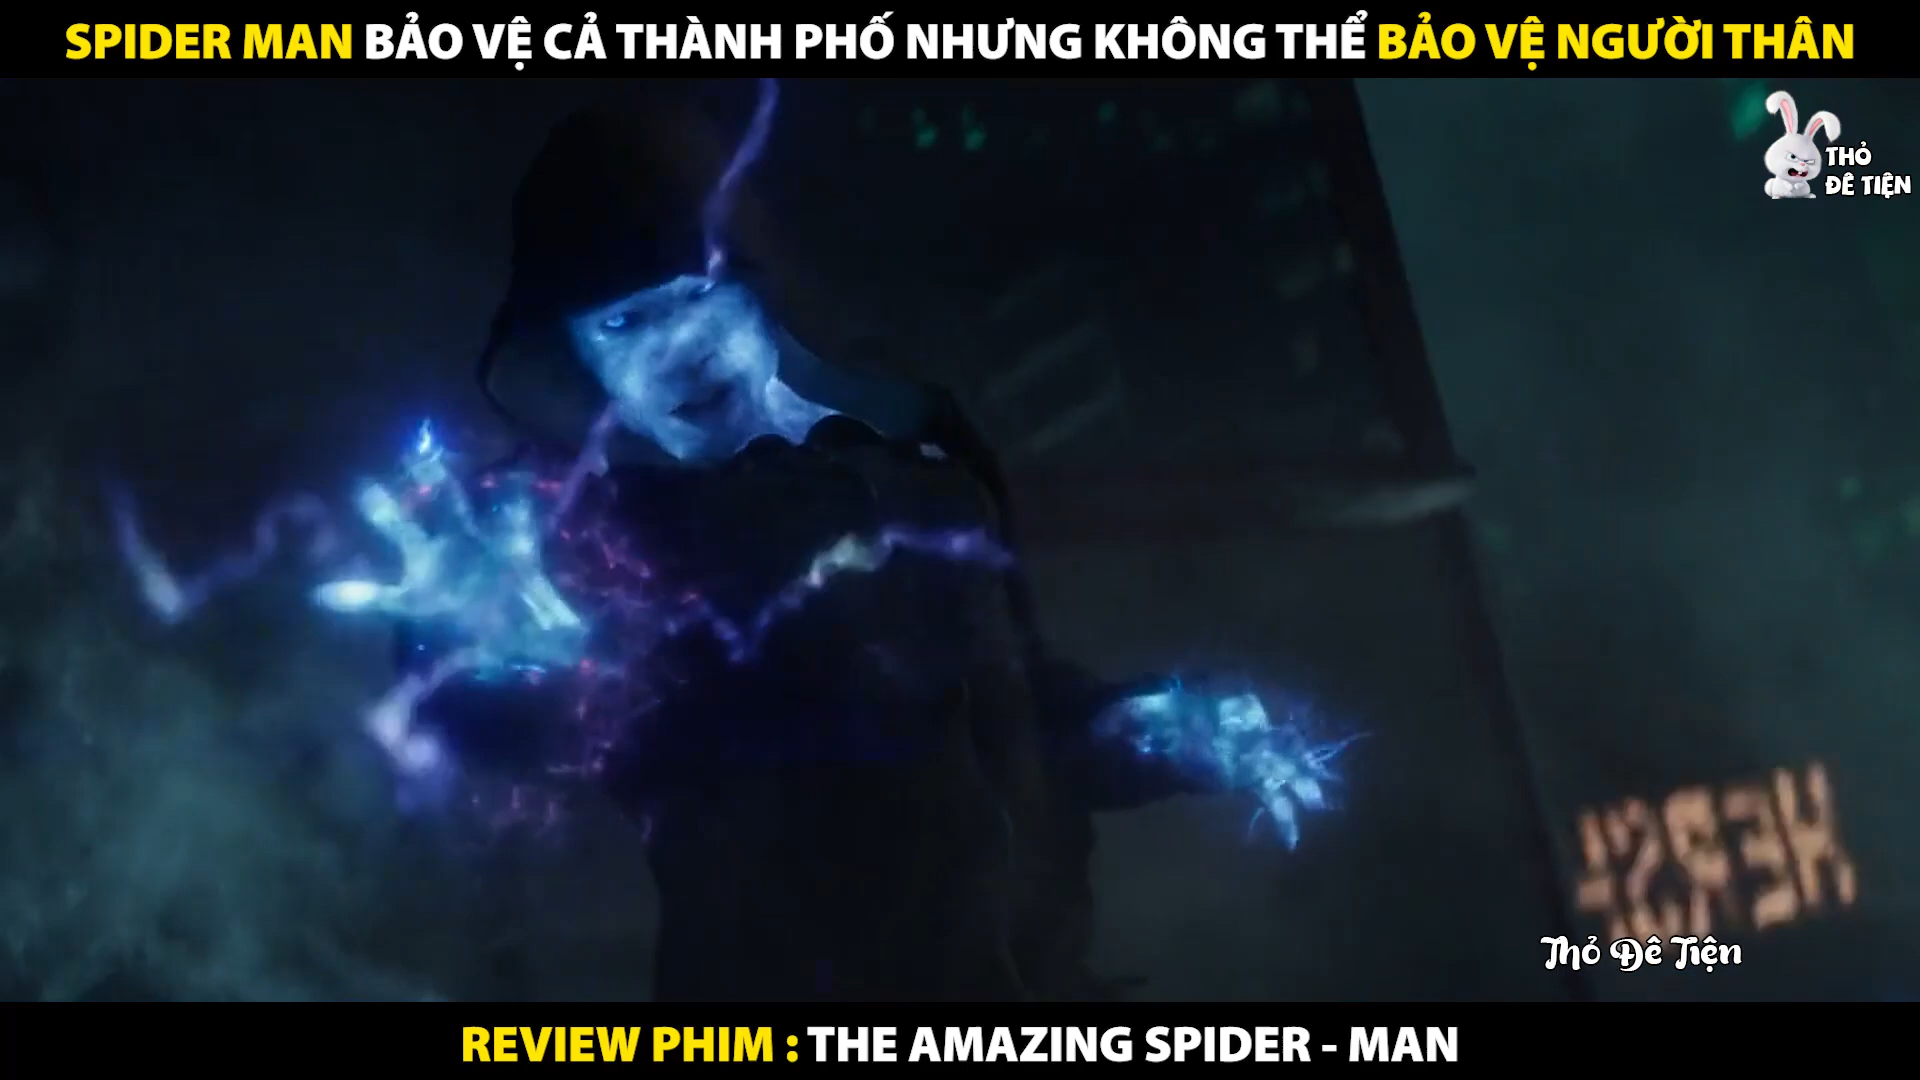 SPIDER MAN BẢO VỆ CẢ THÀNH PHỐ NHƯNG KHÔNG THỂ BẢO VỆ NGƯỜI THÂN
THỎ
ĐÊ TIỆN
Thỏ Đê Tiện
REVIEW PHIM : THE AMAZING SPIDER - MAN